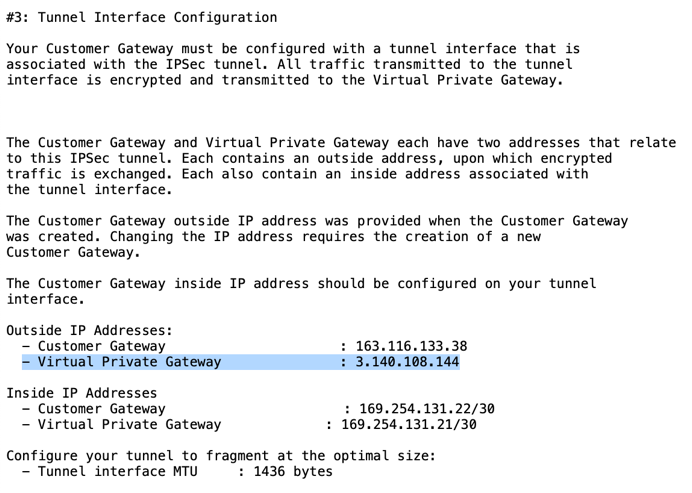 #3: Tunnel Interface Configuration
Your Customer Gateway must be configured with a tunnel interface that is
associated with the IPSec tunnel. All traffic transmitted to the tunnel
interface is encrypted and transmitted to the Virtual Private Gateway.
The Customer Gateway and Virtual Private Gateway each have two addresses that relate
to this IPSec tunnel. Each contains an outside address, upon which encrypted
traffic is exchanged. Each also contain an inside address associated with
the tunnel interface.
The Customer Gateway outside IP address was provided when the Customer Gateway
was created. Changing the IP address requires the creation of a new
Customer Gateway.
The Customer Gateway inside IP address should be configured on your tunnel
interface.
Outside IP Addresses:
- Customer Gateway : 163.116.133.38
- Virtual Private Gateway : 3.140.108.144
Inside IP Addresses
- Customer Gateway : 169.254.131.22/30
- Virtual Private Gateway : 169.254.131.21/30
Configure your tunnel to fragment at the optimal size:
- Tunnel interface MTU : 1436 bytes